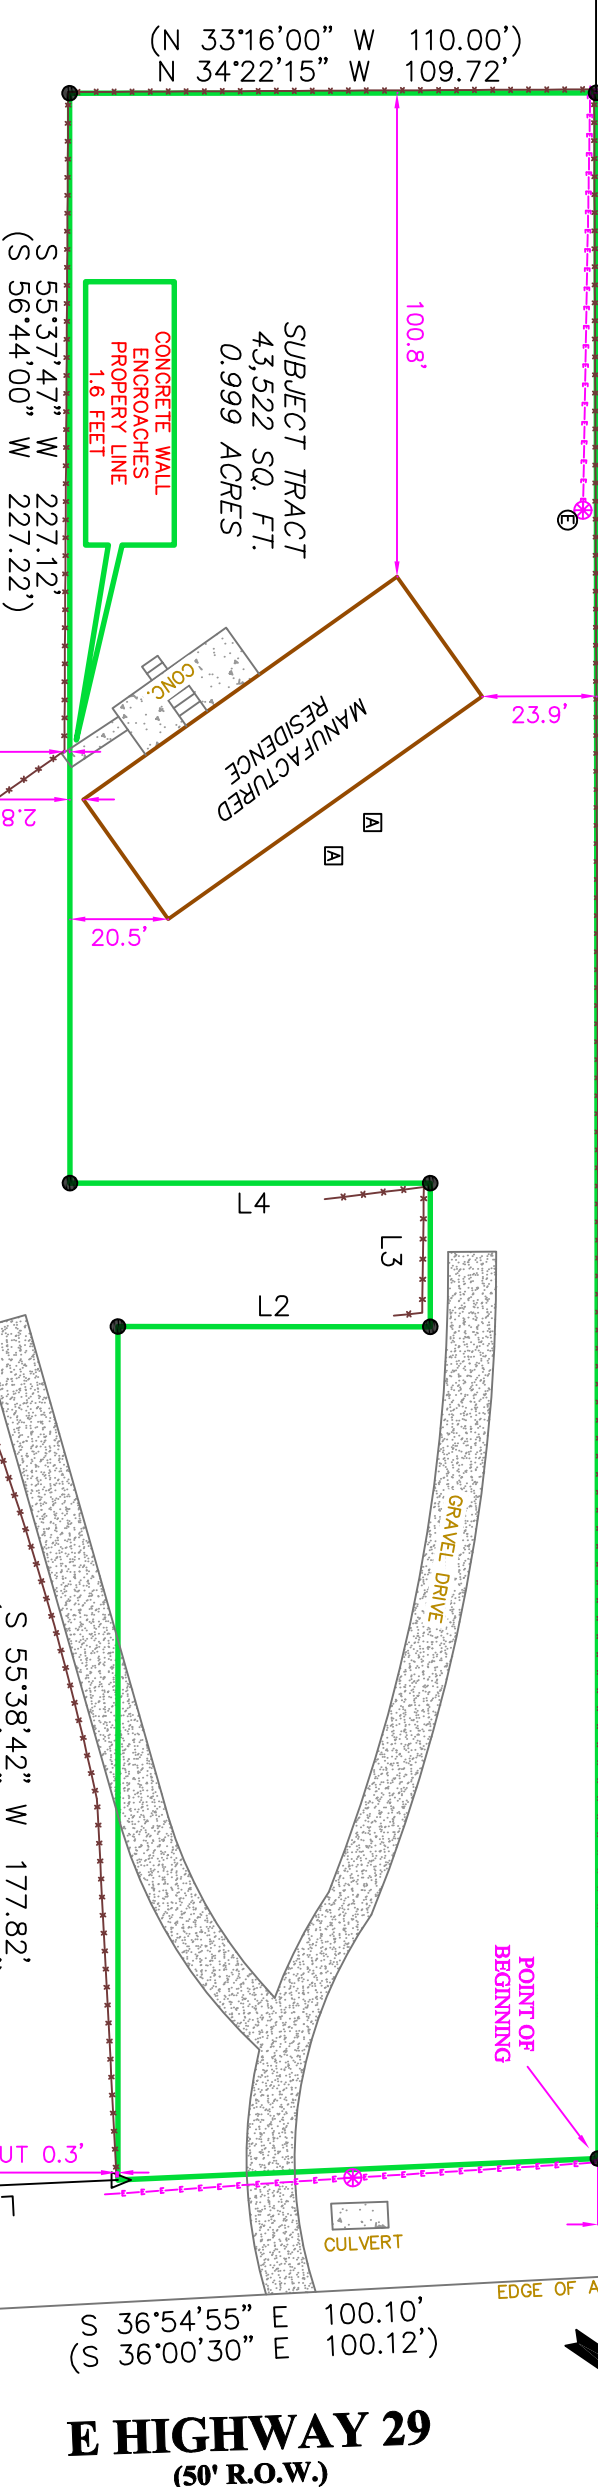 (N 33°16'00" W 110.00')
N 34°22'15" W 109.72'
S 55°37'47" W 227.12'
(S 56°44'00" W 227.22')
CONCRETE WALL
ENCROACHES
PROPERY LINE
1.6 FEET
100.8'
SUBJECT TRACT
43,522 SQ. FT.
0.999 ACRES
E
CONC.
MANUFACTURED
RESIDENCE
23.9'
A
A
2.8
20.5'
L4
L3
L2
GRAVEL DRIVE
S 55°38'42" W 177.82'
POINT OF
BEGINNING
UT 0.3'
L
CULVERT
EDGE OF A
S 36°54'55" E 100.10'
(S 36°00'30" E 100.12')
E HIGHWAY 29
(50' R.O.W.)